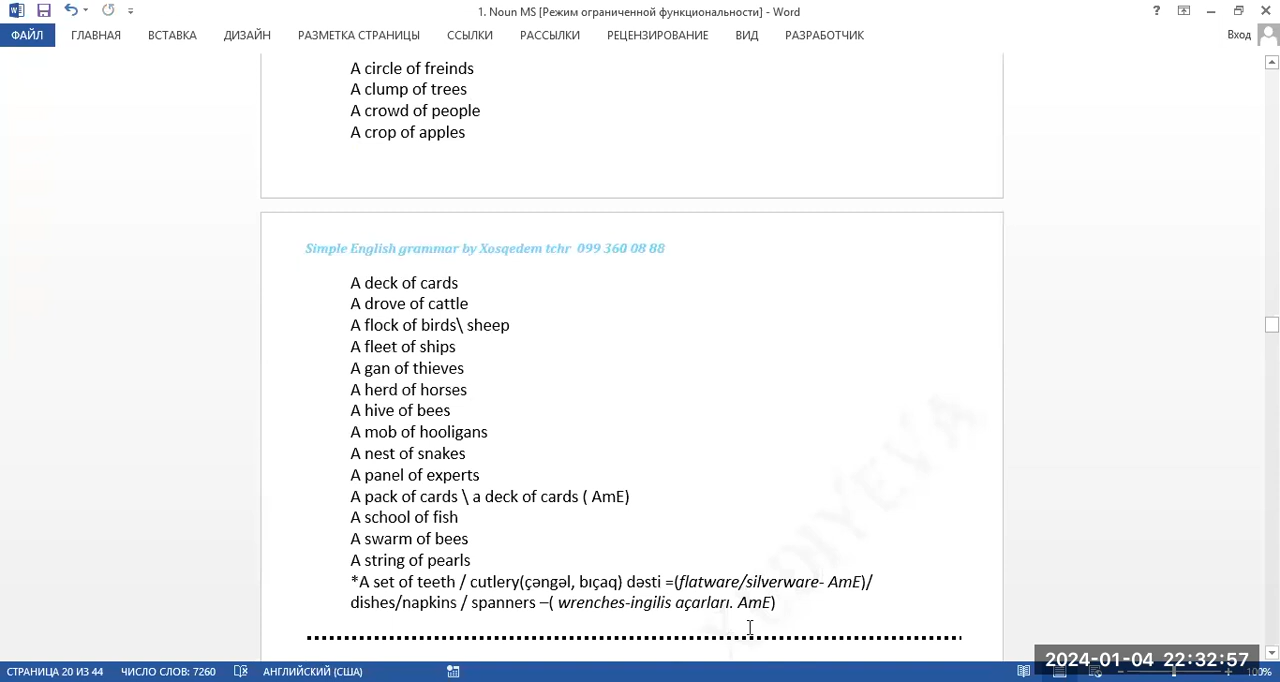 1. Noun MS [Режим ограниченной функциональности] - Word
?
ФАЙЛ ГЛАВНАЯ ВСТАВКА ДИЗАЙН РАЗМЕТКА СТРАНИЦЫ ССЫЛКИ РАССЫЛКИ РЕЦЕНЗИРОВАНИЕ ВИД РАЗРАБОТЧИК Вход
A circle of freinds
A clump of trees
A crowd of people
A crop of apples
Simple English grammar by Xosqedem tchr 099 360 08 88
A deck of cards
A drove of cattle
A flock of birds\ sheep
A fleet of ships
A gan of thieves
A herd of horses
A hive of bees
A mob of hooligans
A nest of snakes
A panel of experts
A pack of cards \ a deck of cards ( AmE)
A school of fish
A swarm of bees
A string of pearls
*A set of teeth / cutlery(çəngəl, bıçaq) dəsti =(flatware/silverware- AmE)/
dishes/napkins / spanners –( wrenches-ingilis açarları. AmE)
СТРАНИЦА 20 ИЗ 44 ЧИСЛО СЛОВ: 7260 АНГЛИЙСКИЙ (США) 100%
2024-01-04 22:32:57